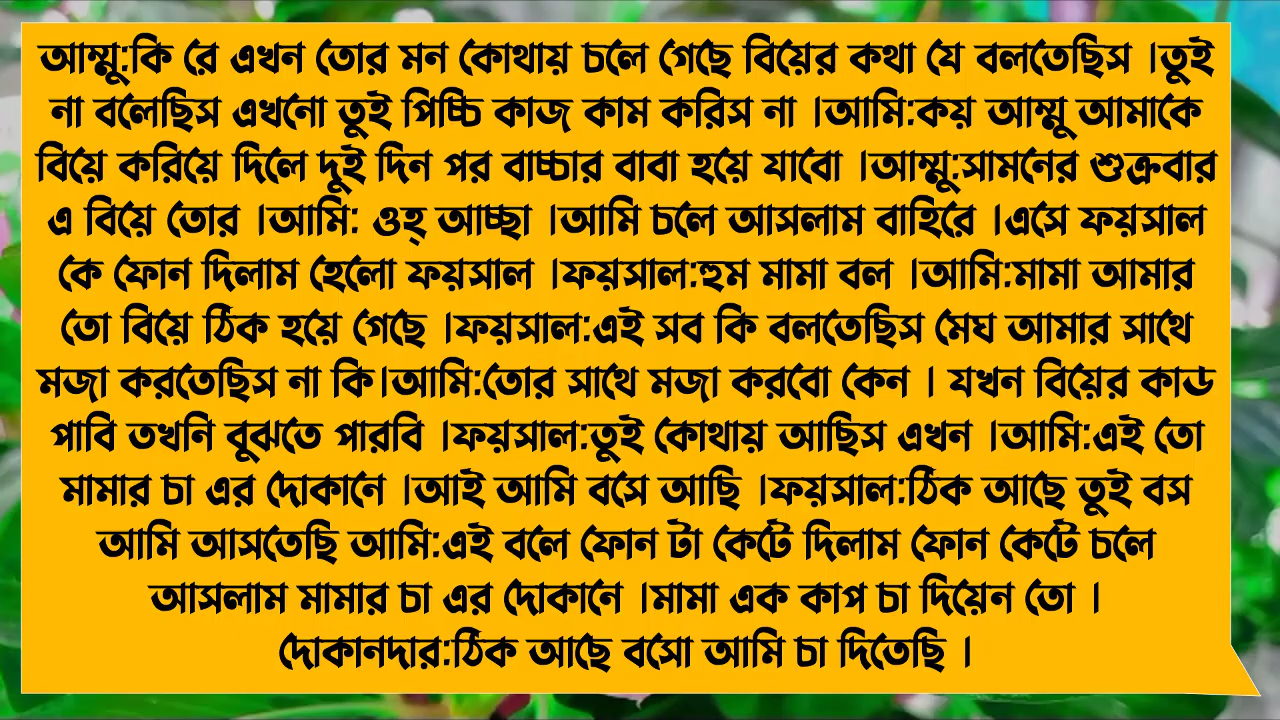 আম্মু:কি রে এখন তোর মন কোথায় চলে গেছে বিয়ের কথা যে বলতেছিস ।তুই
না বলেছিস এখনো তুই পিচ্চি কাজ কাম করিস না ।আমি:কয় আম্মু আমাকে
বিয়ে করিয়ে দিলে দুই দিন পর বাচ্চার বাবা হয়ে যাবো ।আম্মু:সামনের শুক্রবার
এ বিয়ে তোর ।আমি: ওহ্ আচ্ছা ।আমি চলে আসলাম বাহিরে ।এসে ফয়সাল
কে ফোন দিলাম হেলো ফয়সাল ।ফয়সাল:হুম মামা বল ।আমি:মামা আমার
তো বিয়ে ঠিক হয়ে গেছে ।ফয়সাল:এই সব কি বলতেছিস মেঘ আমার সাথে
মজা করতেছিস না কি।আমি:তোর সাথে মজা করবো কেন । যখন বিয়ের কাড
পাবি তখনি বুঝতে পারবি ।ফয়সাল:তুই কোথায় আছিস এখন ।আমি:এই তো
মামার চা এর দোকানে ।আই আমি বসে আছি ।ফয়সাল:ঠিক আছে তুই বস
আমি আসতেছি আমি:এই বলে ফোন টা কেটে দিলাম ফোন কেটে চলে
আসলাম মামার চা এর দোকানে ।মামা এক কাপ চা দিয়েন তো ।
দোকানদার:ঠিক আছে বসো আমি চা দিতেছি ।